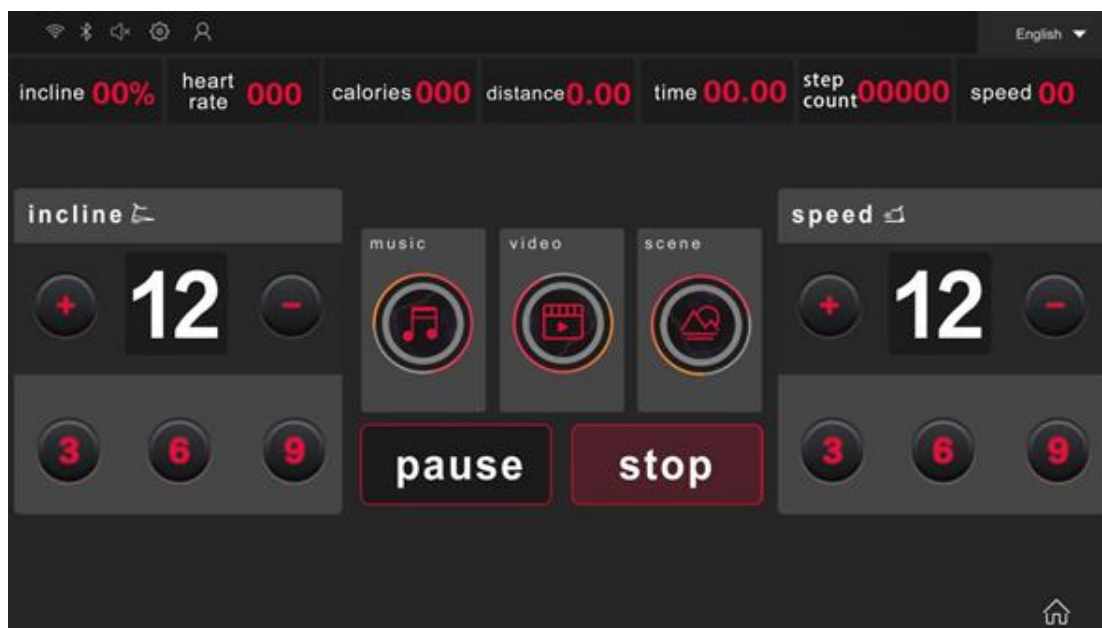 English
incline 00%
heart rate 000
calories 000
distance 0.00
time 00.00
step count 00000
speed 00
incline
+ 12 -
3 6 9
music
video
scene
pause
stop
speed
+ 12 -
3 6 9